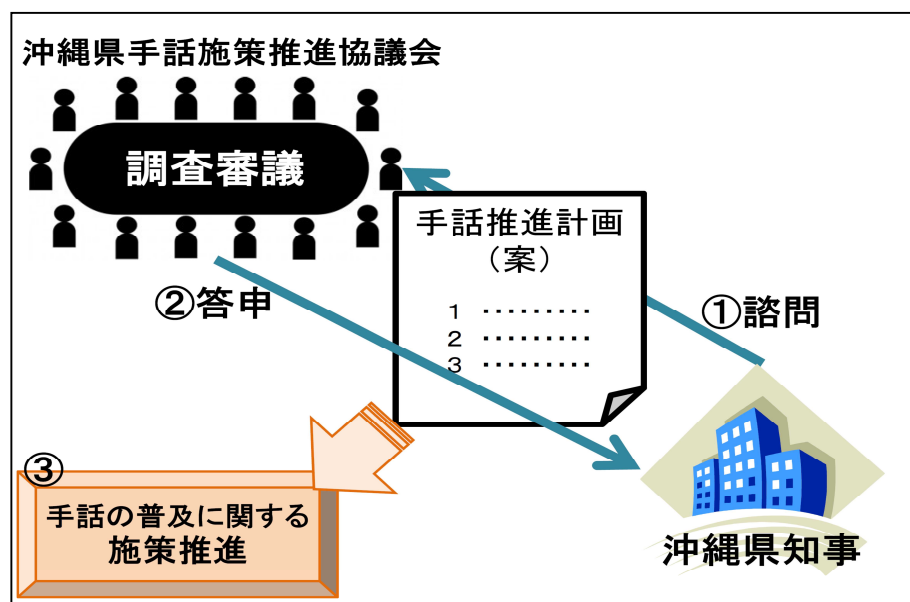 沖縄県手話施策推進協議会
調査審議
手話推進計画
（案）
1 ・・・・・・・・・
2 ・・・・・・・・・
3 ・・・・・・・・・
①諮問
②答申
③
手話の普及に関する
施策推進
沖縄県知事